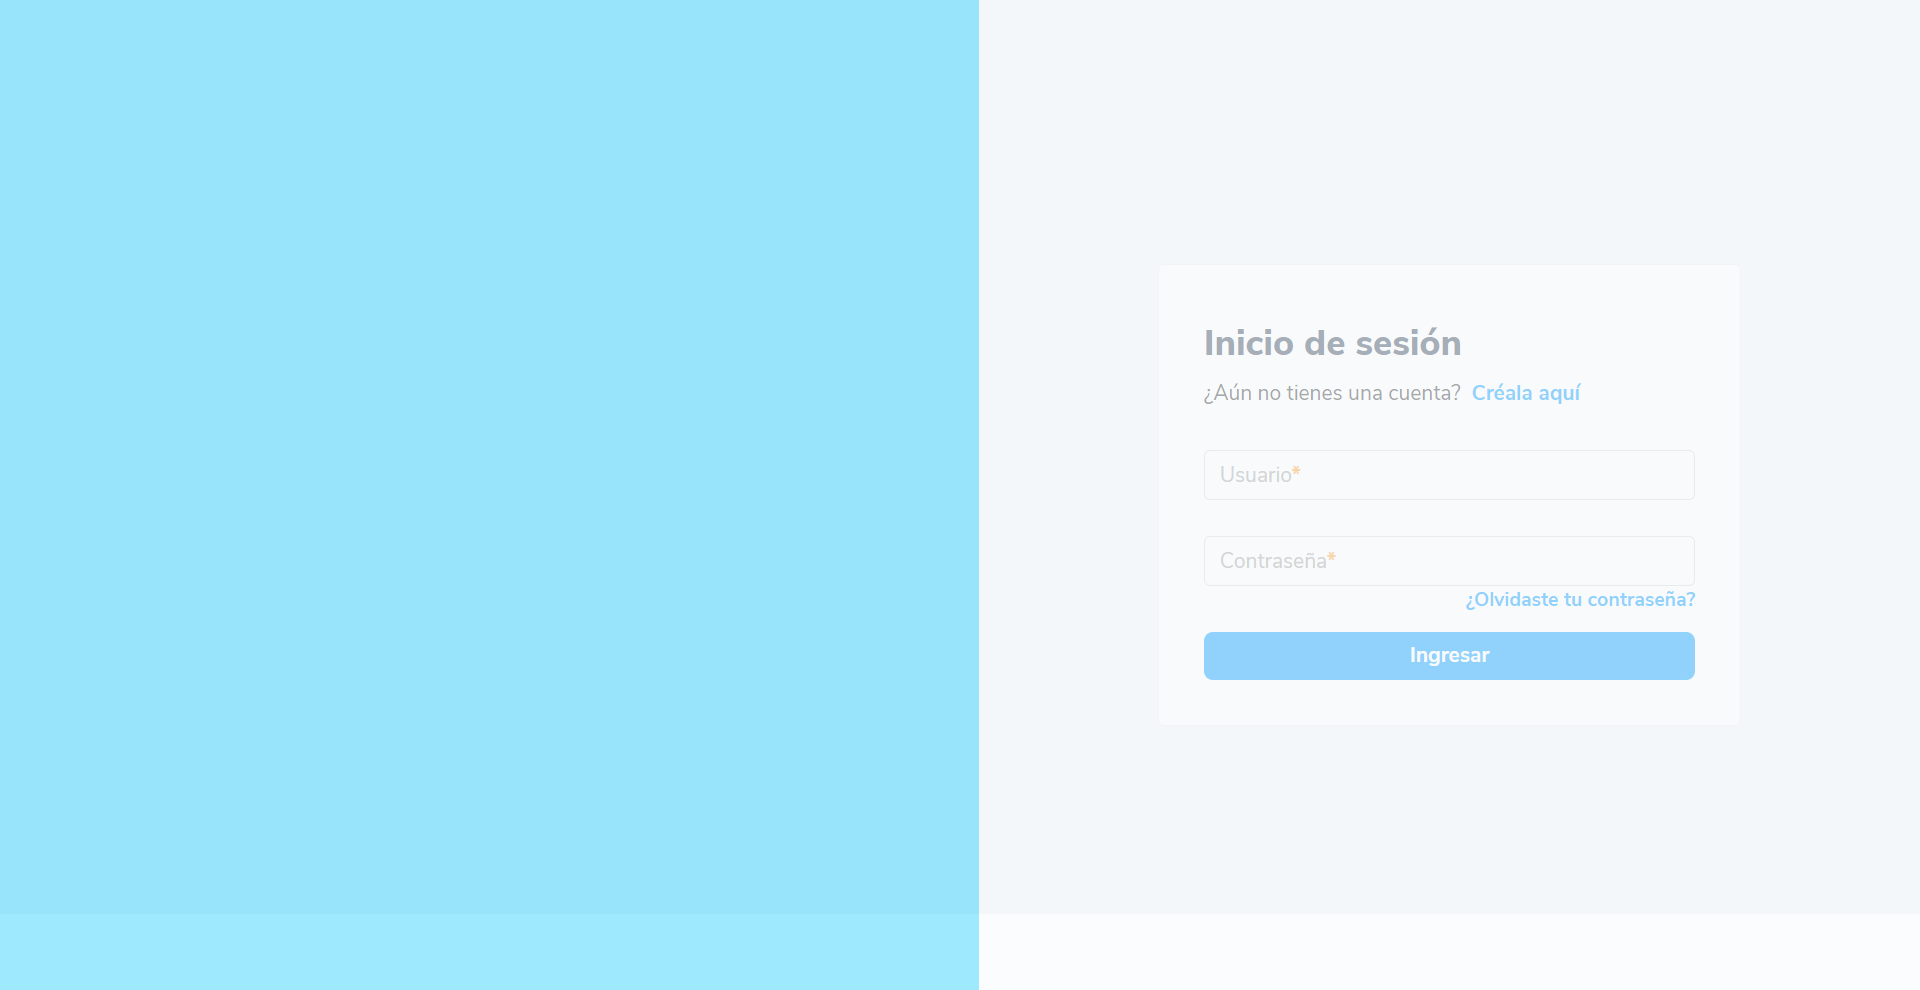 Inicio de sesión
¿Aún no tienes una cuenta? Créala aquí
Usuario*
Contraseña*
¿Olvidaste tu contraseña?
Ingresar